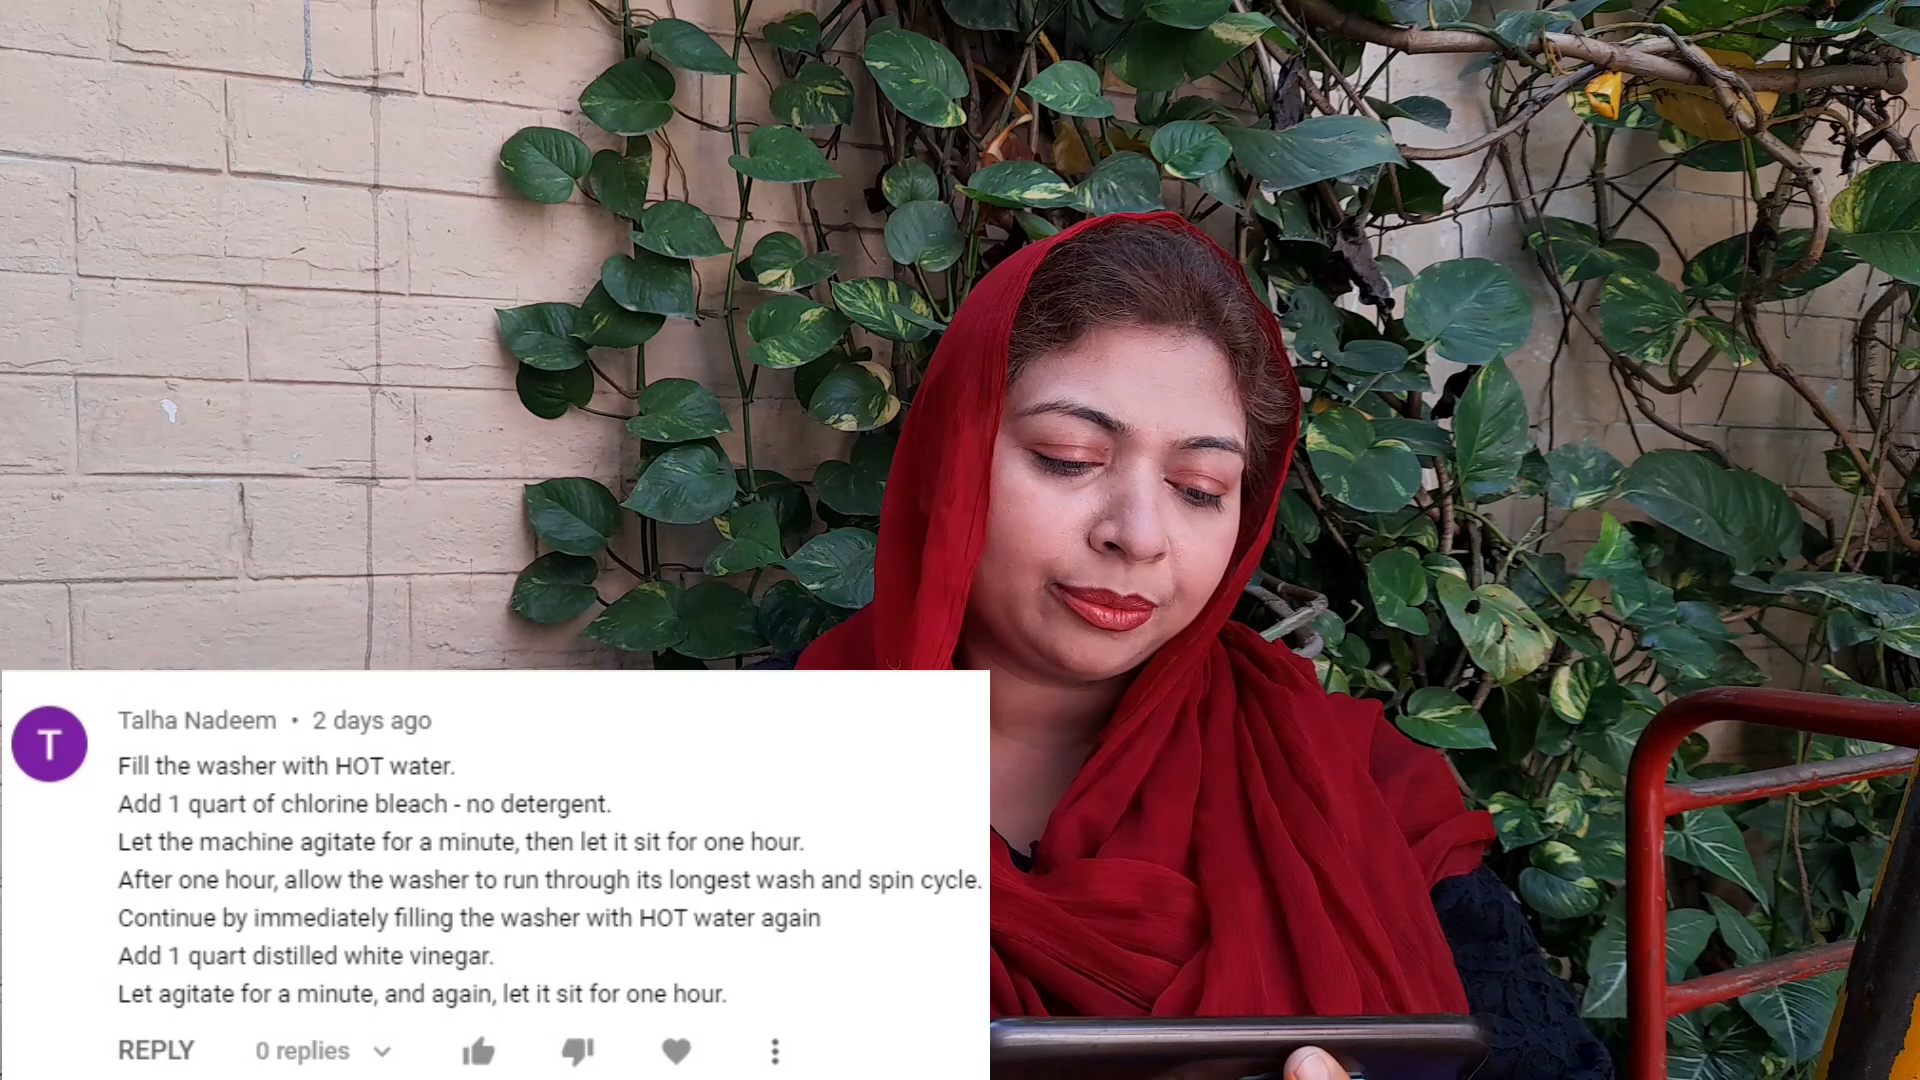 T
Talha Nadeem • 2 days ago
Fill the washer with HOT water.
Add 1 quart of chlorine bleach - no detergent.
Let the machine agitate for a minute, then let it sit for one hour.
After one hour, allow the washer to run through its longest wash and spin cycle.
Continue by immediately filling the washer with HOT water again
Add 1 quart distilled white vinegar.
Let agitate for a minute, and again, let it sit for one hour.
REPLY 0 replies